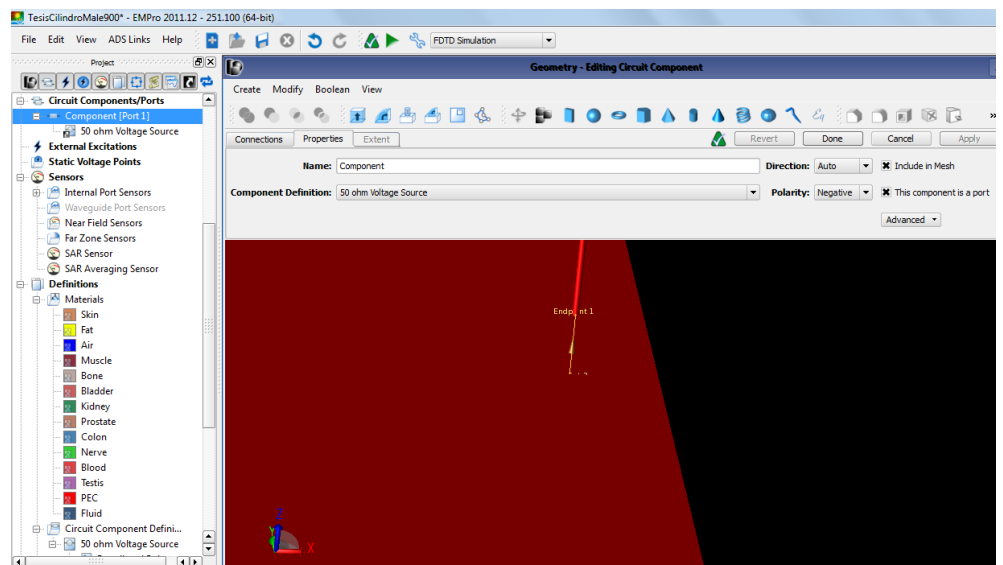 TesisCilindroMale900* - EMPro 2011.12 - 251.100 (64-bit)
File Edit View ADS Links Help FDTD Simulation
Project
Geometry - Editing Circuit Component
Create Modify Boolean View
Circuit Components/Ports
Component [Port 1]
50 ohm Voltage Source
External Excitations
Static Voltage Points
Sensors
Internal Port Sensors
Waveguide Port Sensors
Near Field Sensors
Far Zone Sensors
SAR Sensor
SAR Averaging Sensor
Definitions
Materials
Skin
Fat
Air
Muscle
Bone
Bladder
Kidney
Prostate
Colon
Nerve
Blood
Testis
PEC
Fluid
Circuit Component Defini...
50 ohm Voltage Source
Connections Properties Extent Revert Done Cancel Apply
Name: Component Direction: Auto Include in Mesh
Component Definition: 50 ohm Voltage Source Polarity: Negative This component is a port
Advanced
Endp nt 1
Z
Y
X